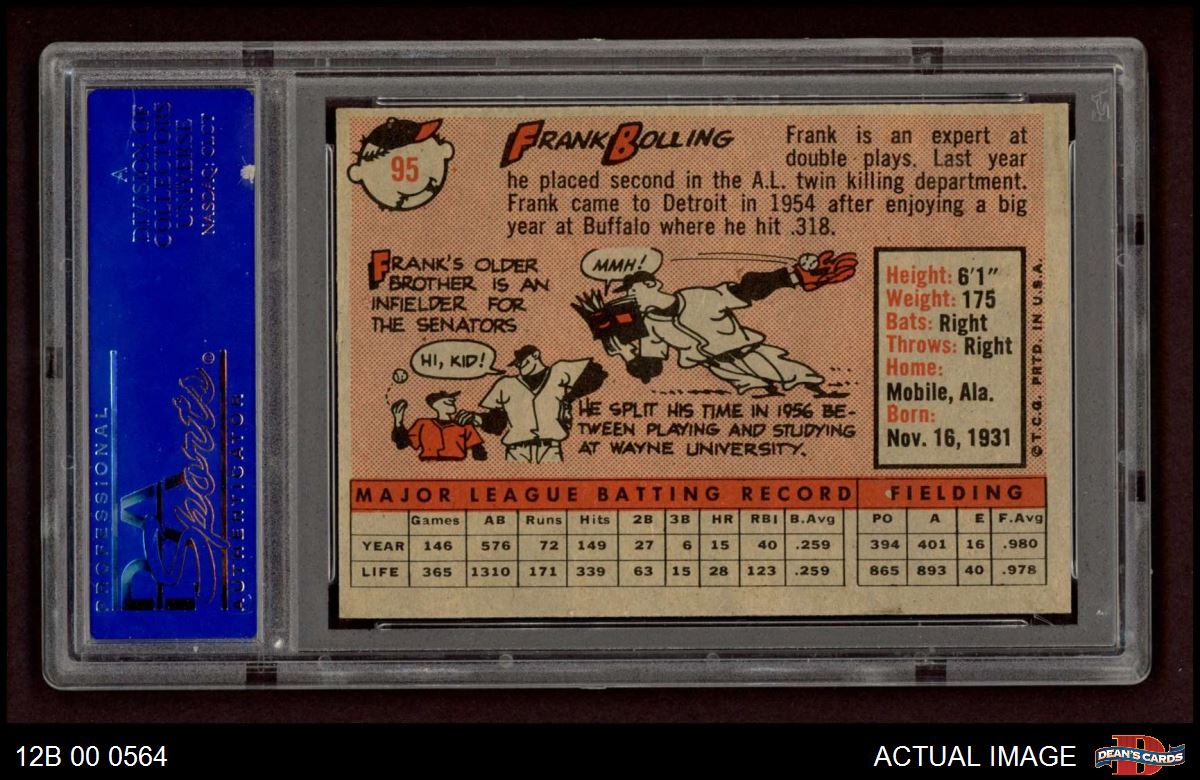 A
DIVISION OF
COLLECTORS
UNIVERSE
NASDAQ: CLCT
PROFESSIONAL
PSA
Sports
AUTHENTICATOR
95
FRANK BOLLING
Frank is an expert at
double plays. Last year
he placed second in the A.L. twin killing department.
Frank came to Detroit in 1954 after enjoying a big
year at Buffalo where he hit .318.
FRANK'S OLDER
BROTHER IS AN
INFIELDER FOR
THE SENATORS
HI, KID!
MMH!
HE SPLIT HIS TIME IN 1956 BE-
TWEEN PLAYING AND STUDYING
AT WAYNE UNIVERSITY.
Height: 6'1"
Weight: 175
Bats: Right
Throws: Right
Home:
Mobile, Ala.
Born:
Nov. 16, 1931
© T.C.G. PRTD. IN U.S.A.
MAJOR LEAGUE BATTING RECORD FIELDING
Games AB Runs Hits 2B 3B HR RBI B.Avg PO A E F.Avg
YEAR 146 576 72 149 27 6 15 40 .259 394 401 16 .980
LIFE 365 1310 171 339 63 15 28 123 .259 865 893 40 .978
12B 00 0564
ACTUAL IMAGE
DEAN'S CARDS